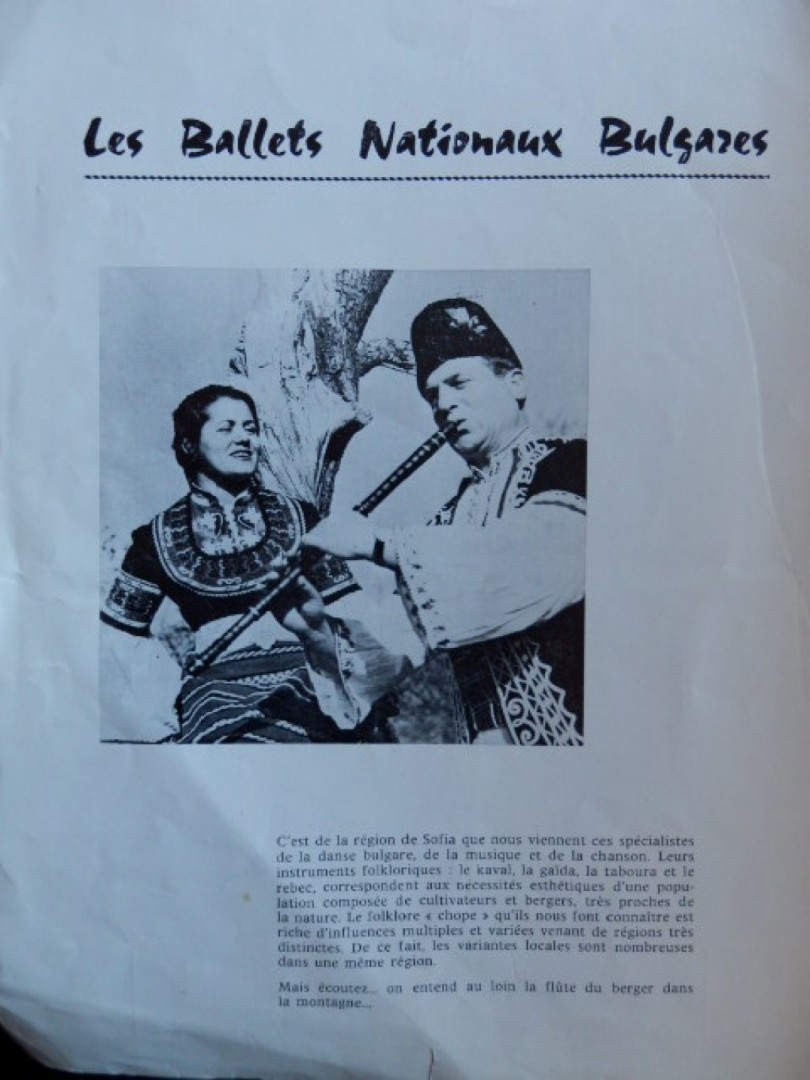 Les Ballets Nationaux Bulgares
C'est de la région de Sofia que nous viennent ces spécialistes
de la danse bulgare, de la musique et de la chanson. Leurs
instruments folkloriques : le kaval, la gaïda, la taboura et le
rebec, correspondent aux nécessités esthétiques d'une popu-
lation composée de cultivateurs et bergers, très proches de
la nature. Le folklore « chope » qu'ils nous font connaître est
riche d'influences multiples et variées venant de régions très
distinctes. De ce fait, les variantes locales sont nombreuses
dans une même région.
Mais écoutez... on entend au loin la flûte du berger dans
la montagne...